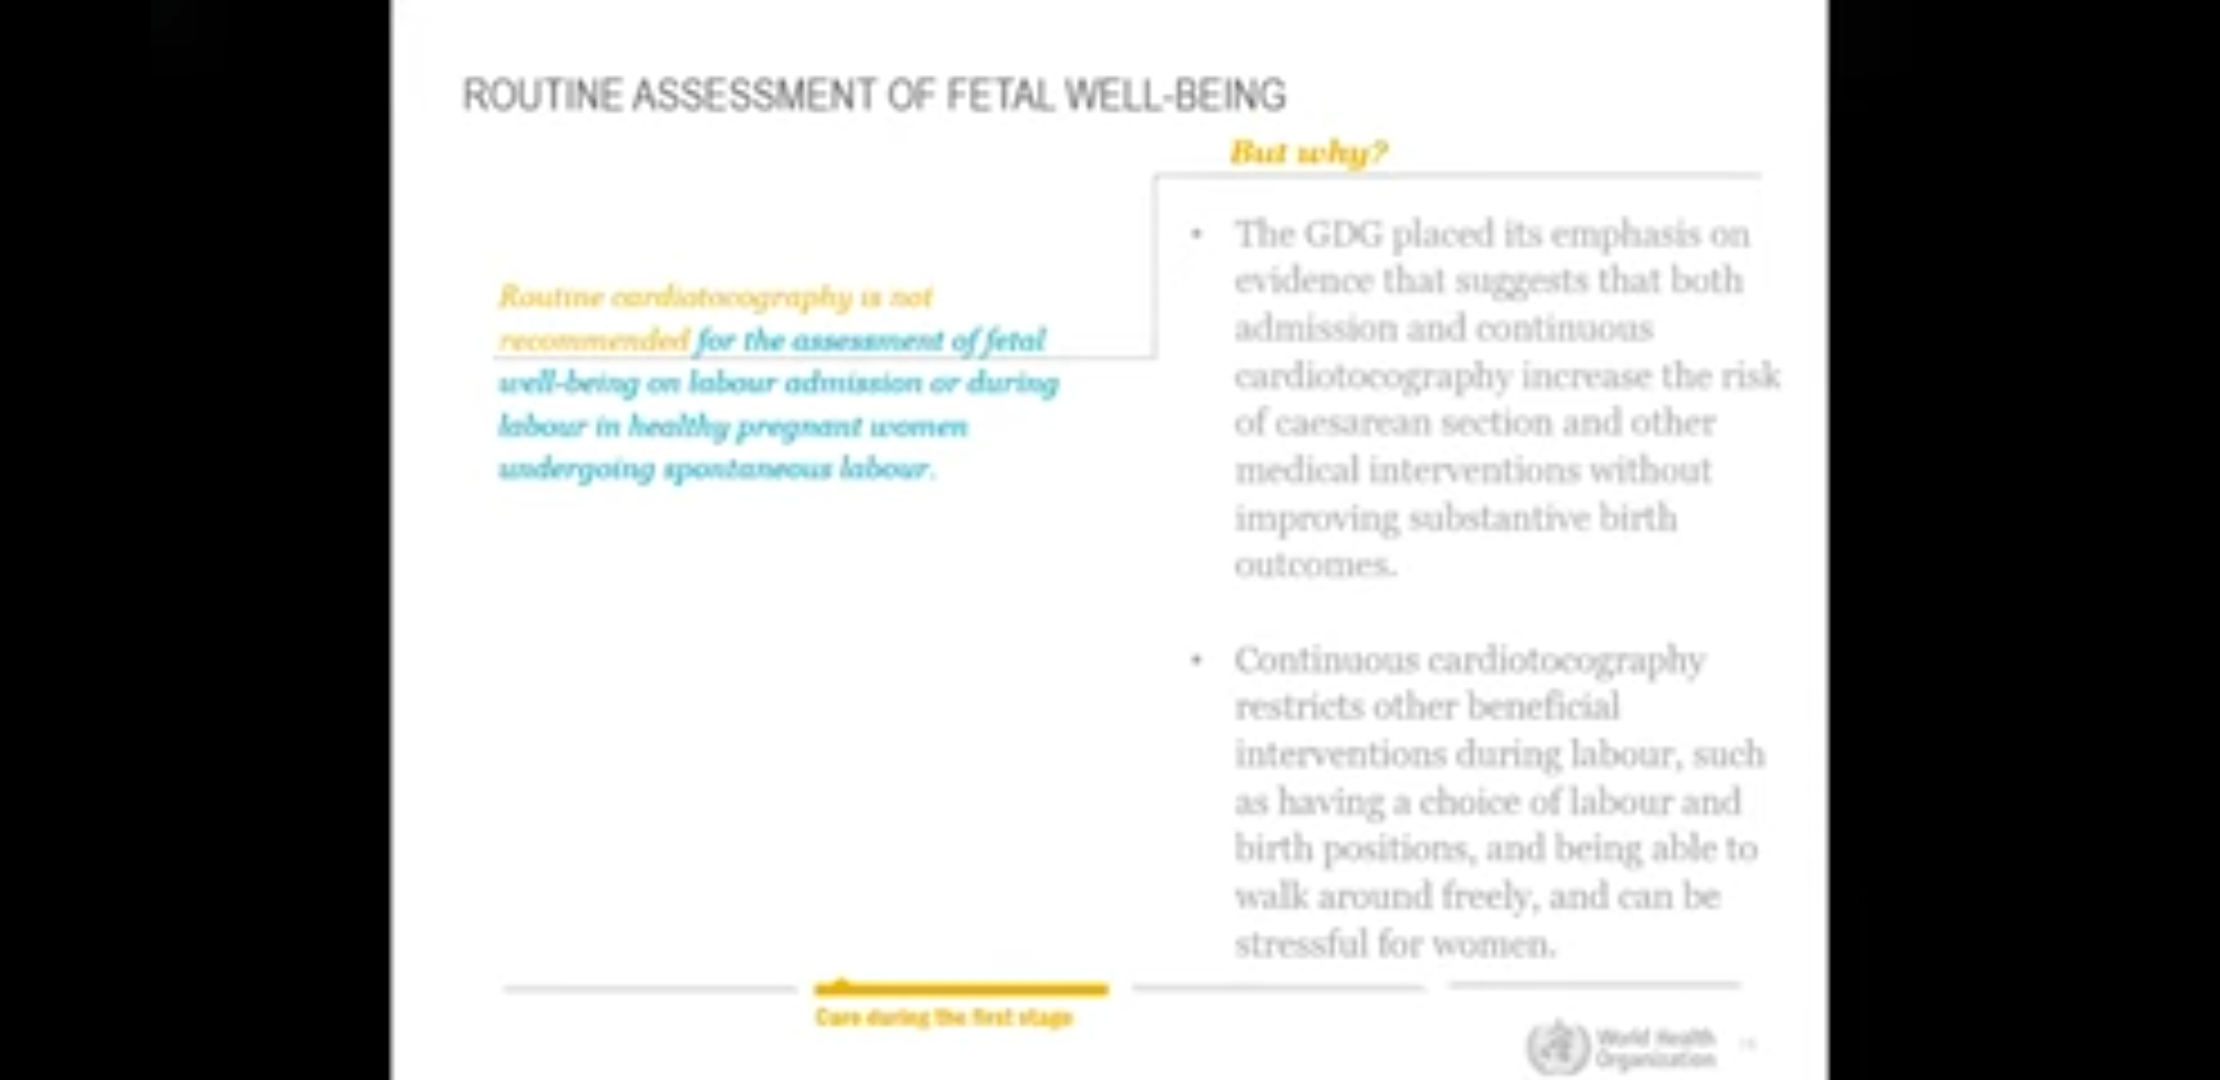 ROUTINE ASSESSMENT OF FETAL WELL-BEING
Routine cardiotocography is not
recommended for the assessment of fetal
well-being on labour admission or during
labour in healthy pregnant women
undergoing spontaneous labour.
But why?
• The GDG placed its emphasis on
evidence that suggests that both
admission and continuous
cardiotocography increase the risk
of caesarean section and other
medical interventions without
improving substantive birth
outcomes.
• Continuous cardiotocography
restricts other beneficial
interventions during labour, such
as having a choice of labour and
birth positions, and being able to
walk around freely, and can be
stressful for women.
Care during the first stage
World Health
Organization